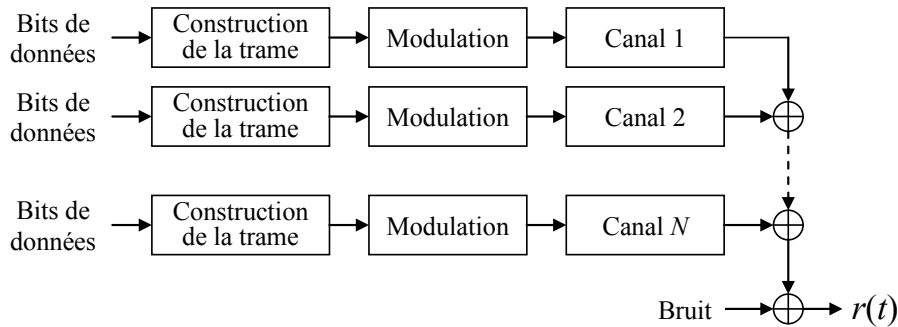 Bits de
données
Construction
de la trame
Modulation
Canal 1
Bits de
données
Construction
de la trame
Modulation
Canal 2
Bits de
données
Construction
de la trame
Modulation
Canal N
Bruit
r(t)